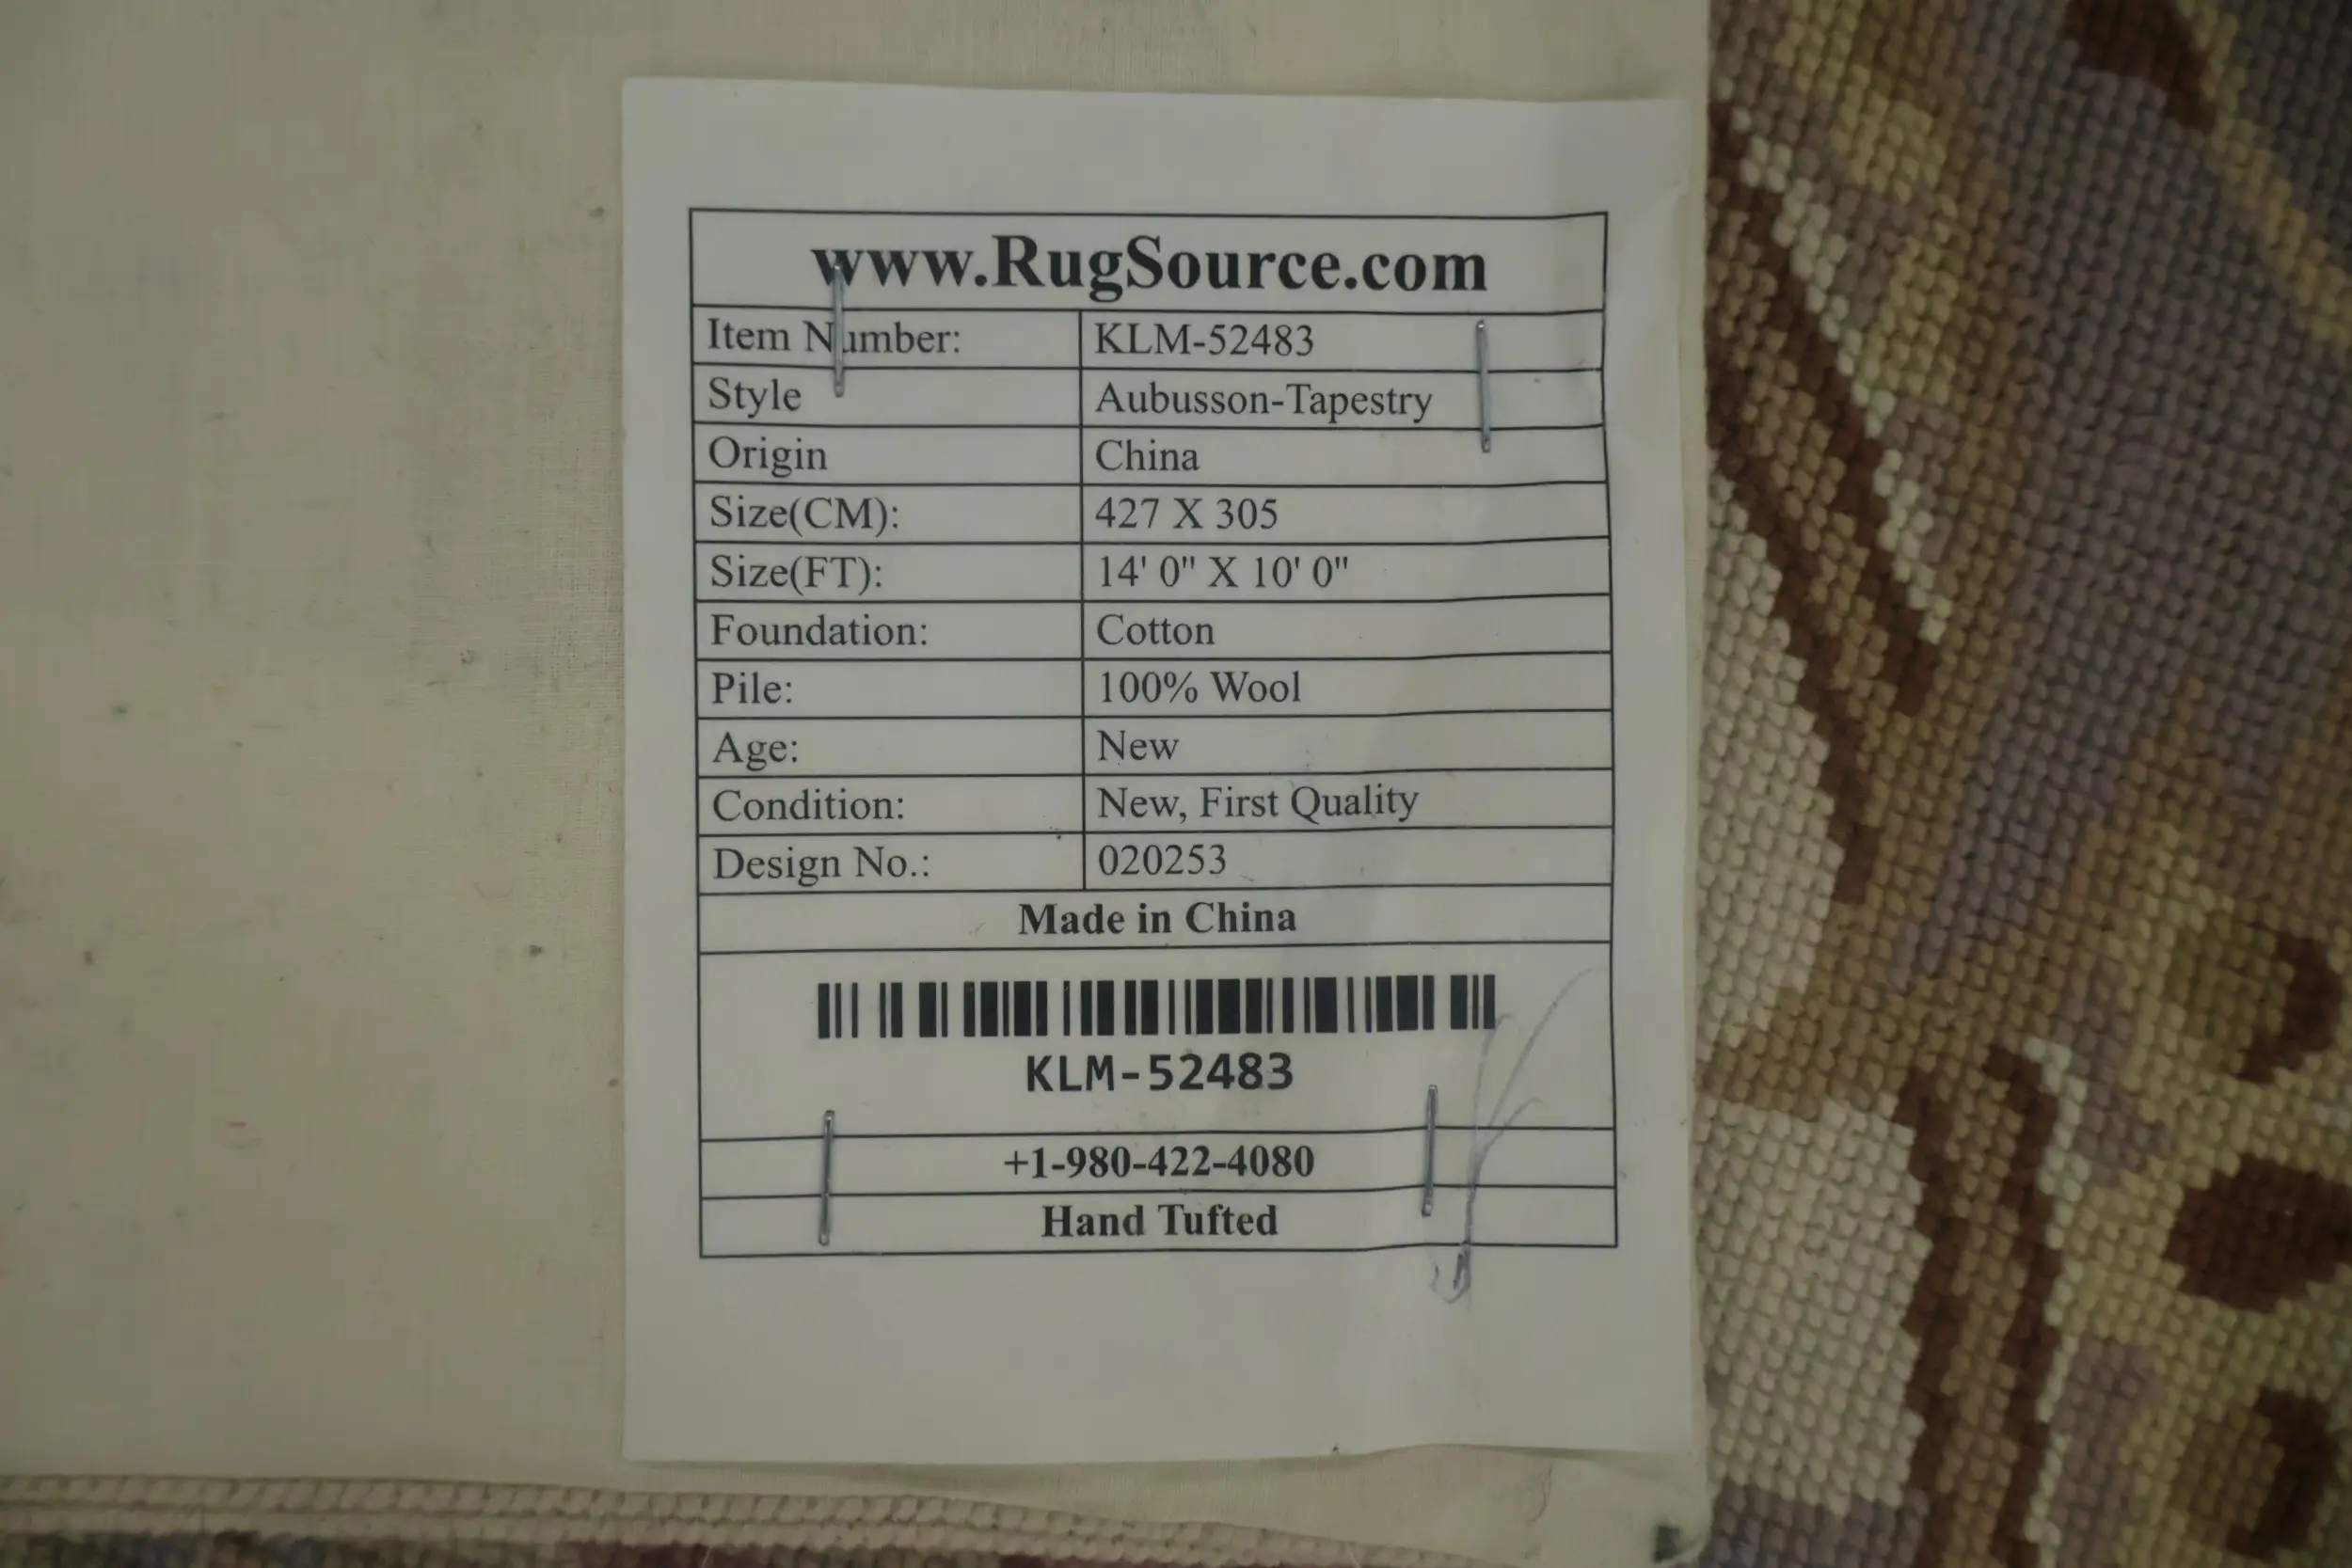 www.RugSource.com
Item Number: KLM-52483
Style Aubusson-Tapestry
Origin China
Size(CM): 427 X 305
Size(FT): 14' 0" X 10' 0"
Foundation: Cotton
Pile: 100% Wool
Age: New
Condition: New, First Quality
Design No.: 020253
Made in China
KLM-52483
+1-980-422-4080
Hand Tufted